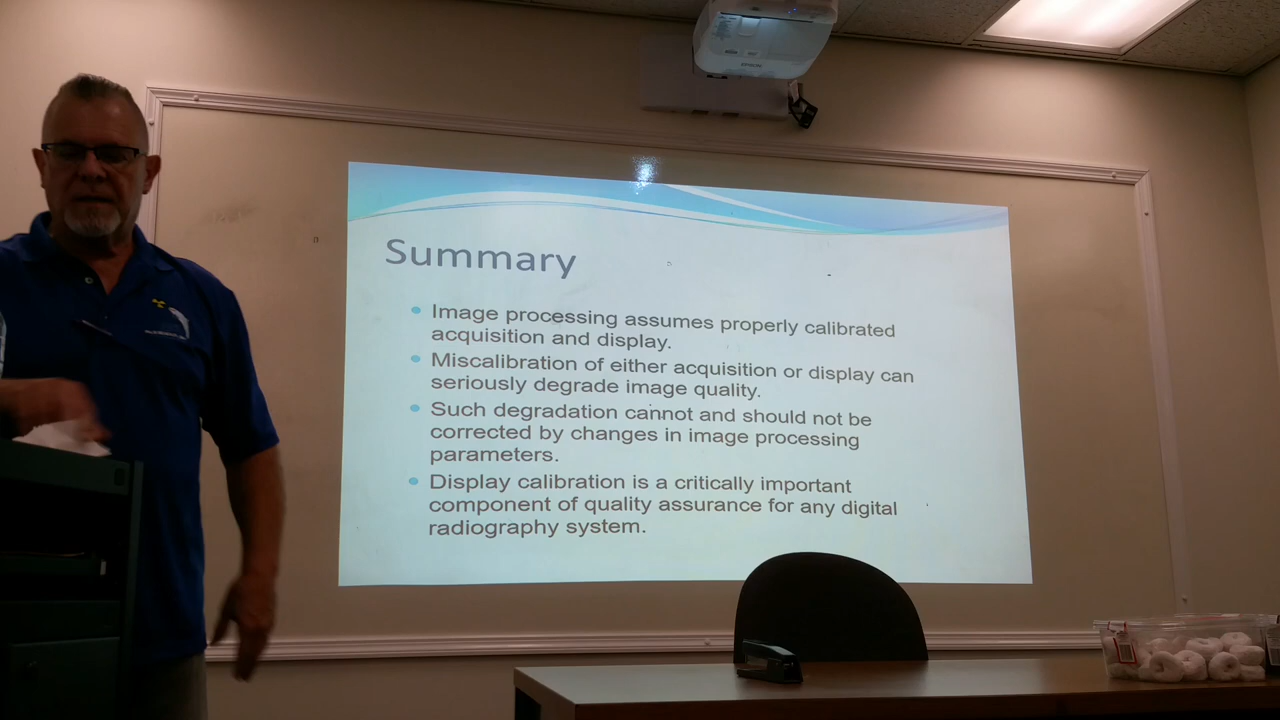 EPSON
Summary
Image processing assumes properly calibrated
acquisition and display.
Miscalibration of either acquisition or display can
seriously degrade image quality.
Such degradation cannot and should not be
corrected by changes in image processing
parameters.
Display calibration is a critically important
component of quality assurance for any digital
radiography system.